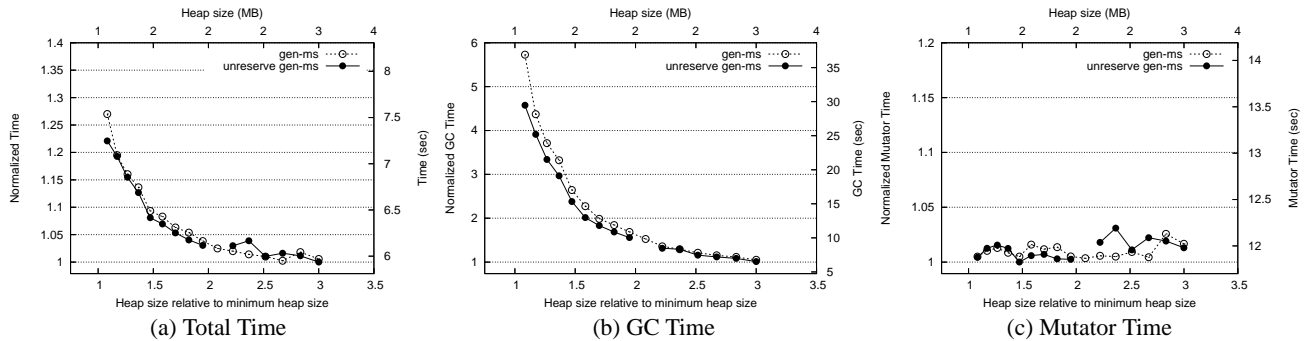 Heap size (MB)
1 2 2 2 3 3 4
1.4
1.35
1.3
1.25
1.2
1.15
1.1
1.05
1
Normalized Time
gen-ms
unreserve gen-ms
8
7.5
7
6.5
6
Time (sec)
1 1.5 2 2.5 3 3.5
Heap size relative to minimum heap size
(a) Total Time
Heap size (MB)
1 2 2 2 3 3 4
6
5
4
3
2
1
Normalized GC Time
gen-ms
unreserve gen-ms
35
30
25
20
15
10
5
GC Time (sec)
1 1.5 2 2.5 3 3.5
Heap size relative to minimum heap size
(b) GC Time
Heap size (MB)
1 2 2 2 3 3
1.2
1.15
1.1
1.05
1
Normalized Mutator Time
gen-ms
unreserve gen-ms
14
13.5
13
12.5
12
Mutator Time (sec)
1 1.5 2 2.5 3 3.5
Heap size relative to minimum heap size
(c) Mutator Time